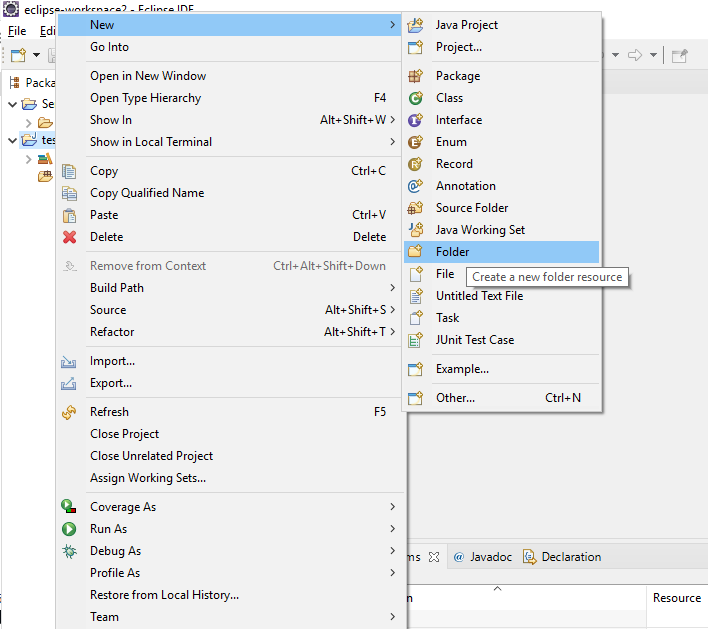 eclipse-workspace2 - Eclipse IDE
File Edi
Packa
Se
tes
New
Go Into
Open in New Window
Open Type Hierarchy F4
Show In Alt+Shift+W
Show in Local Terminal
Copy Ctrl+C
Copy Qualified Name
Paste Ctrl+V
Delete Delete
Remove from Context Ctrl+Alt+Shift+Down
Build Path
Source Alt+Shift+S
Refactor Alt+Shift+T
Import...
Export...
Refresh F5
Close Project
Close Unrelated Project
Assign Working Sets...
Coverage As
Run As
Debug As
Profile As
Restore from Local History...
Team
Java Project
Project...
Package
Class
Interface
Enum
Record
Annotation
Source Folder
Java Working Set
Folder
File
Create a new folder resource
Untitled Text File
Task
JUnit Test Case
Example...
Other... Ctrl+N
ms @ Javadoc Declaration
n Resource